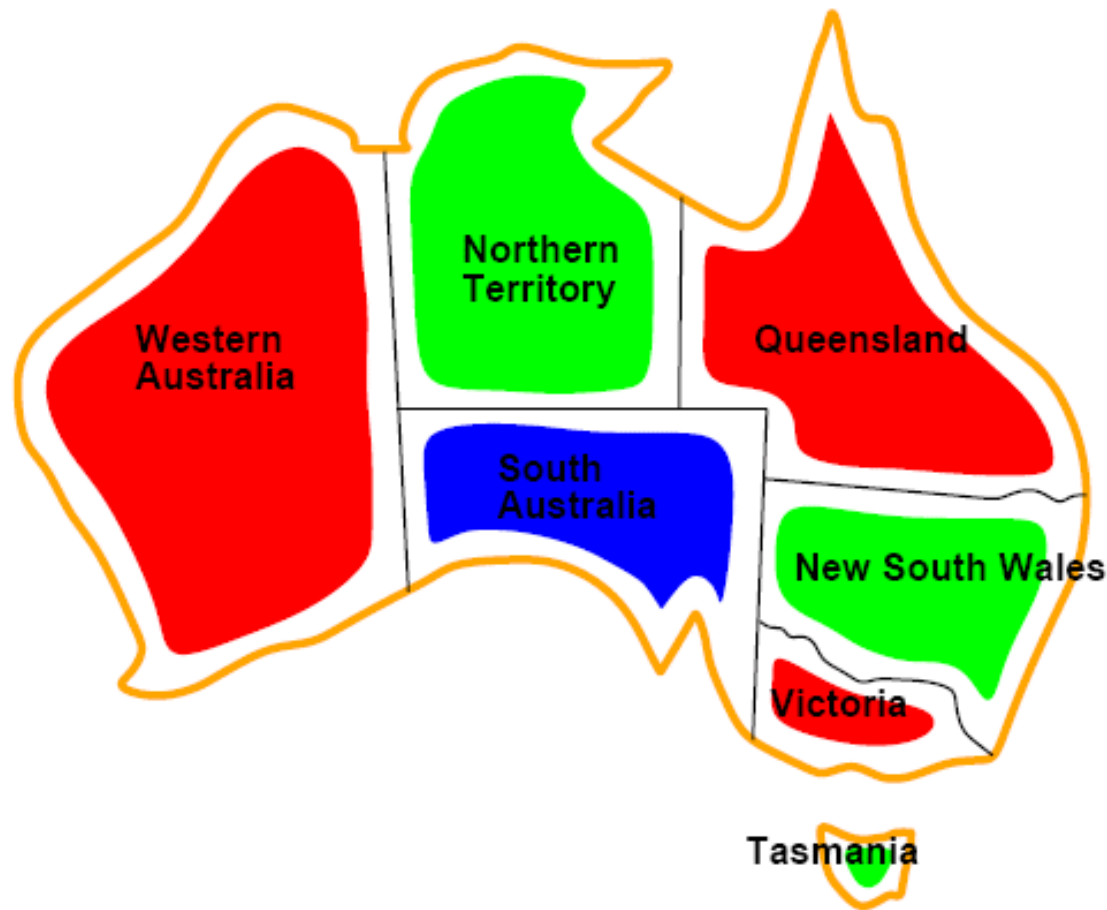 Northern
Territory
Western
Australia
Queensland
South
Australia
New South Wales
Victoria
Tasmania